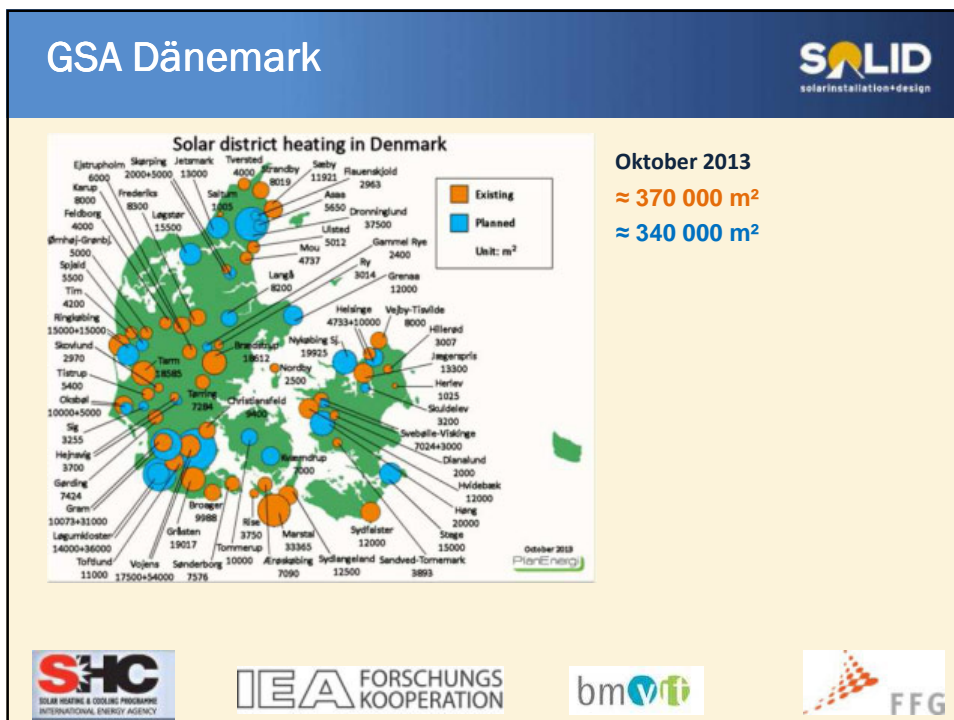 GSA Dänemark
SOLID
solarinstallation+design
Solar district heating in Denmark
Oktober 2013
≈ 370 000 m²
≈ 340 000 m²
Existing
Planned
Unit: m²
Ejstrupholm
6000
Skørping
2000+5000
Jetsmark
13000
Tversted
4000
Strandby
8019
Sæby
11921
Flauenskjold
2963
Karup
8000
Frederiks
8300
Saltum
1005
Asaa
5650
Feldborg
4000
Løgstør
15500
Dronninglund
37500
Ørnhøj-Grønbj.
5000
Ulsted
5012
Mou
4737
Gammel Rye
2400
Spjald
5500
Ry
3014
Grenaa
12000
Tim
4200
Langå
8200
Ringkøbing
15000+15000
Helsinge
4733+10000
Vejby-Tisvilde
8000
Hillerød
3007
Skovlund
2970
Brædstrup
18612
Nykøbing Sj.
19925
Jægerspris
13300
Tarm
18585
Nordby
2500
Tistrup
5400
Herlev
1025
Oksbøl
10000+5000
Tørring
7284
Christiansfeld
9400
Skuldelev
3200
Sig
3255
Svebølle-Viskinge
7024+3000
Hejnsvig
3700
Kværndrup
7000
Dianalund
2000
Gørding
7424
Hvidebæk
12000
Gram
10073+31000
Broager
9988
Høng
20000
Løgumkloster
14000+36000
Gråsten
19017
Rise
3750
Marstal
33365
Sydfalster
12000
Stege
15000
Toftlund
11000
Vojens
17500+54000
Sønderborg
7576
Tommerup
10000
Ærøskøbing
7090
Sydlangeland
12500
Sandved-Tornemark
3893
October 2013
PlanEnergi
SHC
SOLAR HEATING & COOLING PROGRAMME
INTERNATIONAL ENERGY AGENCY
IEA FORSCHUNGS
KOOPERATION
bmvit
FFG